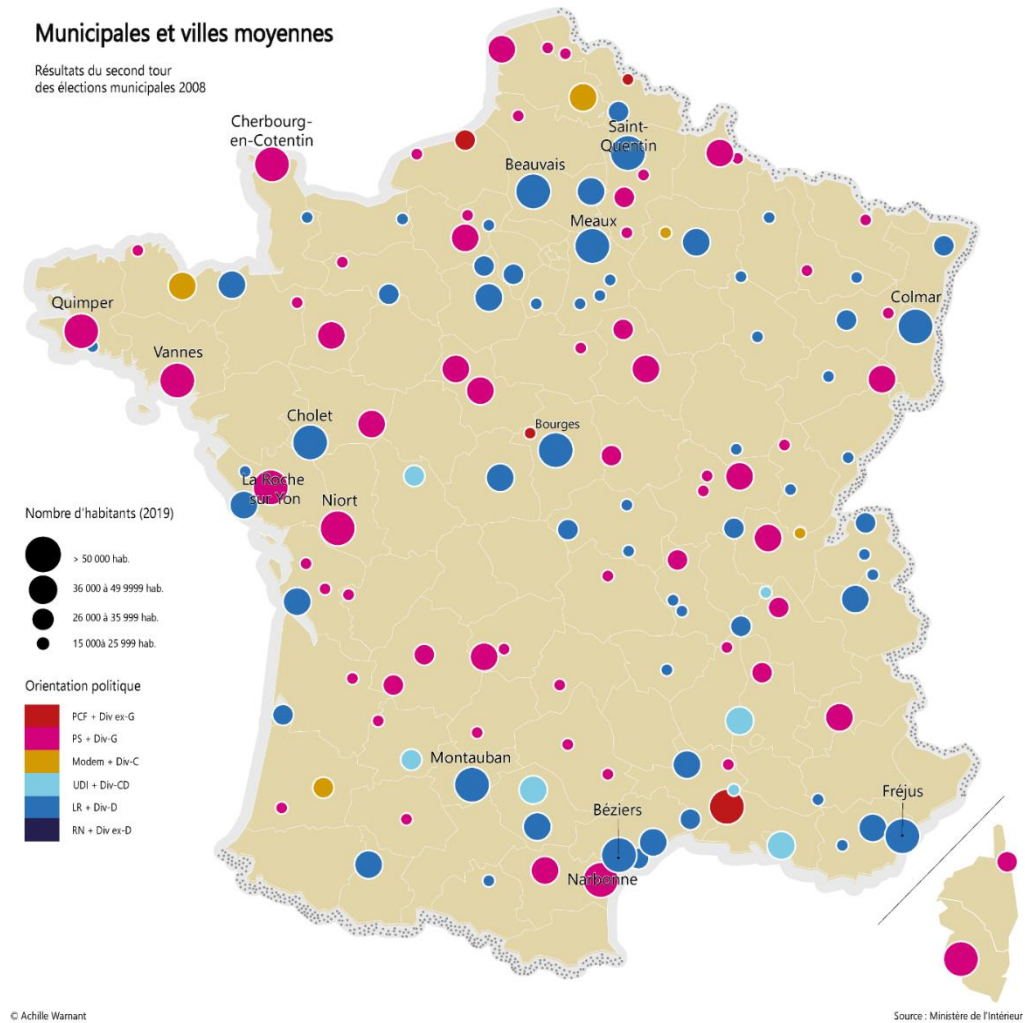 Municipales et villes moyennes
Résultats du second tour
des élections municipales 2008
Cherbourg-
en-Cotentin
Saint-
Quentin
Beauvais
Meaux
Quimper
Colmar
Vannes
Cholet
Bourges
La Roche
sur Yon
Niort
Nombre d'habitants (2019)
> 50 000 hab.
36 000 à 49 9999 hab.
26 000 à 35 999 hab.
15 000à 25 999 hab.
Orientation politique
PCF + Div ex-G
PS + Div-G
Modem + Div-C
UDI + Div-CD
LR + Div-D
RN + Div ex-D
Montauban
Béziers
Fréjus
Narbonne
© Achille Warnant
Source : Ministère de l'Intérieur